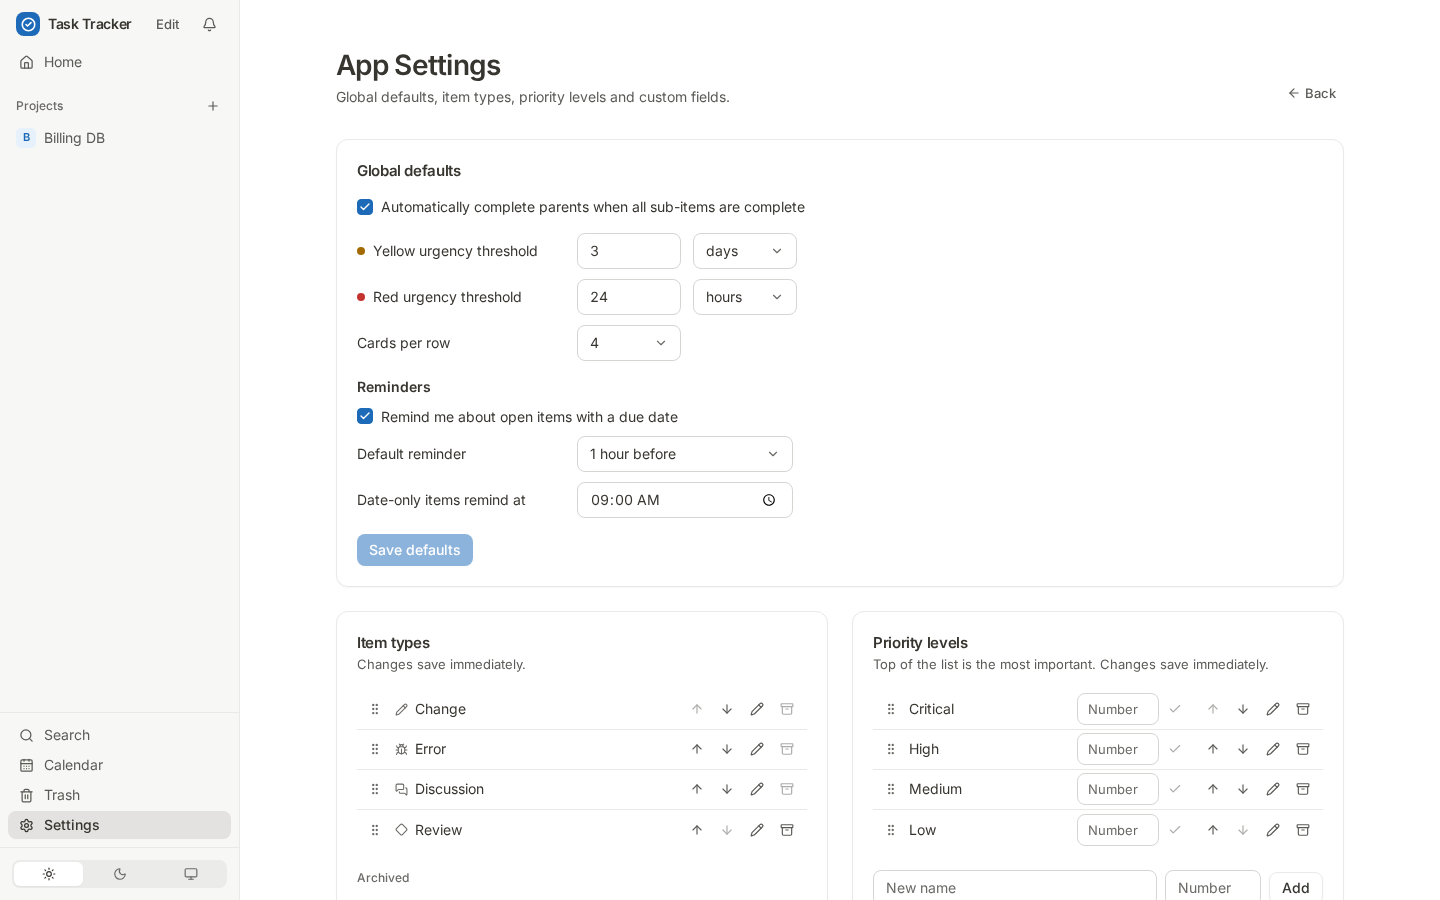 Task Tracker
Edit
Home
Projects
B
Billing DB
Search
Calendar
Trash
Settings
App Settings
Global defaults, item types, priority levels and custom fields.
Back
Global defaults
Automatically complete parents when all sub-items are complete
Yellow urgency threshold
3
days
Red urgency threshold
24
hours
Cards per row
4
Reminders
Remind me about open items with a due date
Default reminder
1 hour before
Date-only items remind at
09:00 AM
Save defaults
Item types
Changes save immediately.
Change
Error
Discussion
Review
Archived
Priority levels
Top of the list is the most important. Changes save immediately.
Critical
Number
High
Number
Medium
Number
Low
Number
New name
Number
Add